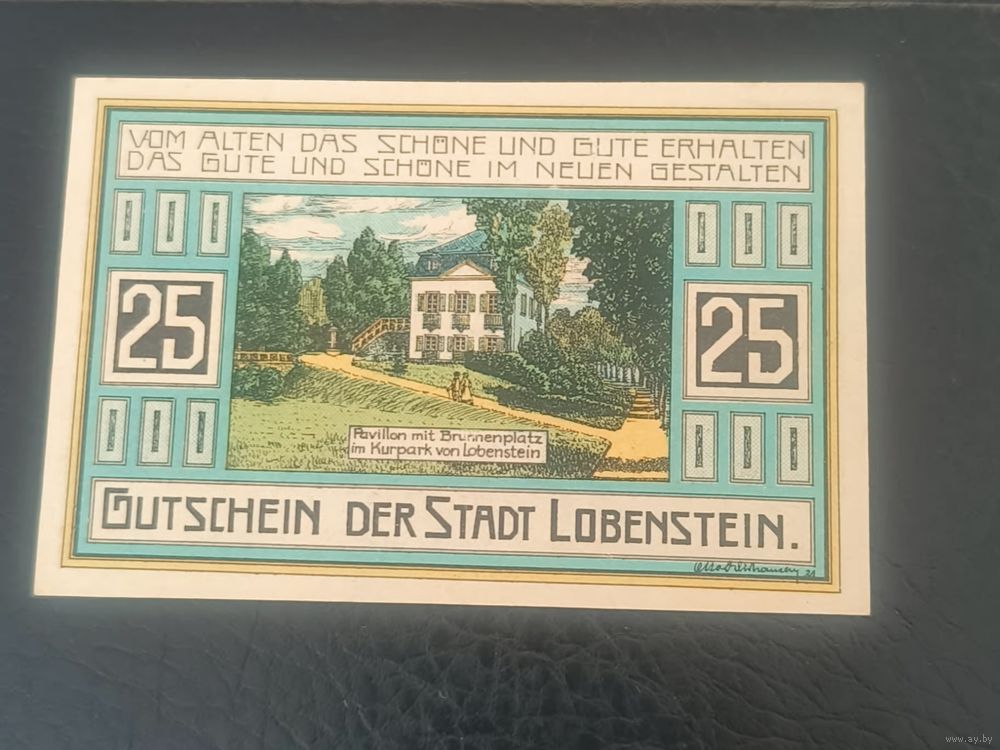 VOM ALTEN DAS SCHÖNE UND GUTE ERHALTEN
DAS GUTE UND SCHÖNE IM NEUEN GESTALTEN
25
25
Pavillon mit Brunnenplatz
im Kurpark von Lobenstein
GUTSCHEIN DER STADT LOBENSTEIN.
21
www.ay.by